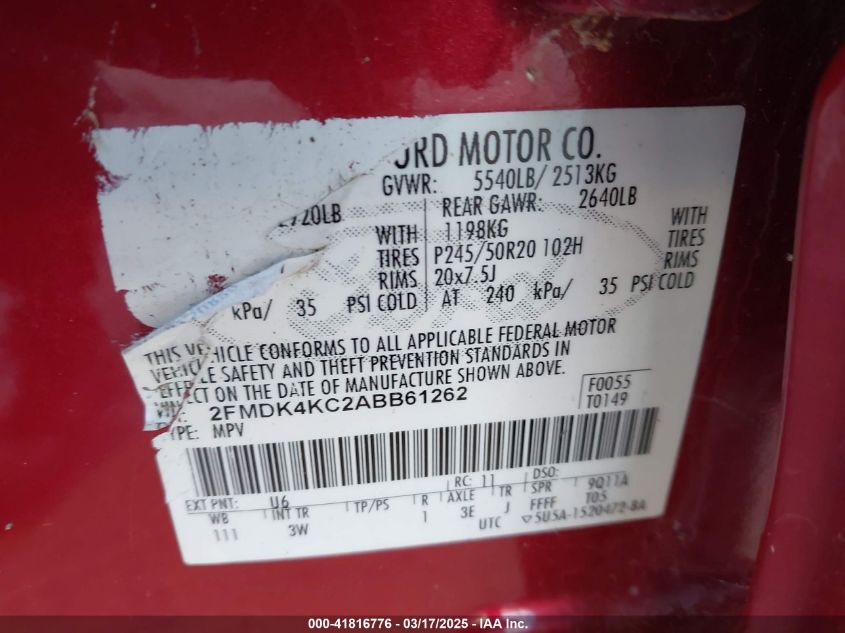 ORD MOTOR CO.
GVWR: 5540LB/ 2513KG
720LB REAR GAWR: 2640LB
WITH 1198KG WITH
TIRES P245/50R20 102H TIRES
RIMS 20x7.5J RIMS
kPa/ 35 PSI COLD AT 240 kPa/ 35 PSI COLD
THIS VEHICLE CONFORMS TO ALL APPLICABLE FEDERAL MOTOR
VEHICLE SAFETY AND THEFT PREVENTION STANDARDS IN
EFFECT ON THE DATE OF MANUFACTURE SHOWN ABOVE.
2FMDK4KC2ABB61262 F0055
TYPE: MPV T0149
EXT PNT: U6 RC: 11 DSO:
WB INT TR TP/PS R AXLE TR SPR 9Q11A
111 3W 1 3E J FFFF T05
UTC ▽5U5A-1520472-BA
000-41816776 - 03/17/2025 - IAA Inc.